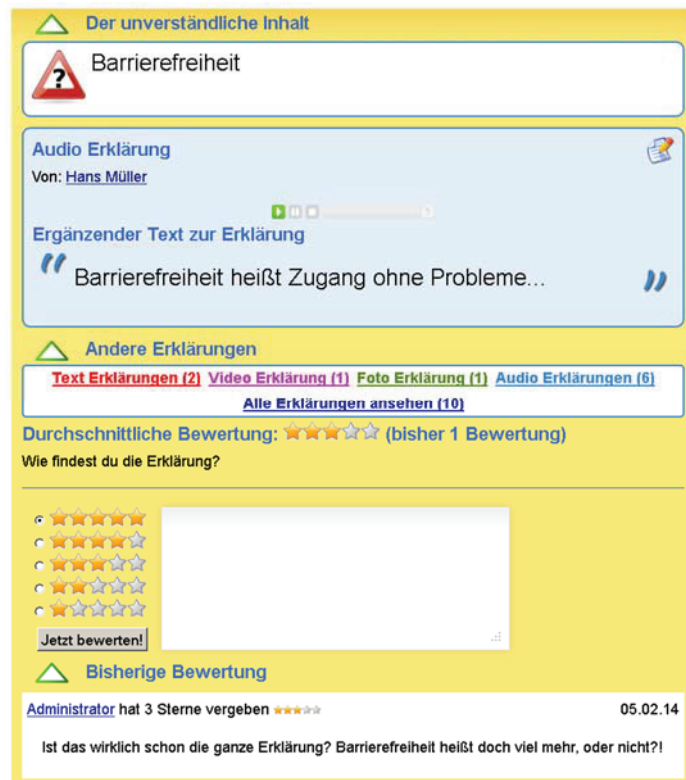 Der unverständliche Inhalt
?
Barrierefreiheit
Audio Erklärung
Von: Hans Müller
Ergänzender Text zur Erklärung
" Barrierefreiheit heißt Zugang ohne Probleme... "
Andere Erklärungen
Text Erklärungen (2) Video Erklärung (1) Foto Erklärung (1) Audio Erklärungen (6)
Alle Erklärungen ansehen (10)
Durchschnittliche Bewertung: (bisher 1 Bewertung)
Wie findest du die Erklärung?
Jetzt bewerten!
Bisherige Bewertung
Administrator hat 3 Sterne vergeben 05.02.14
Ist das wirklich schon die ganze Erklärung? Barrierefreiheit heißt doch viel mehr, oder nicht?!